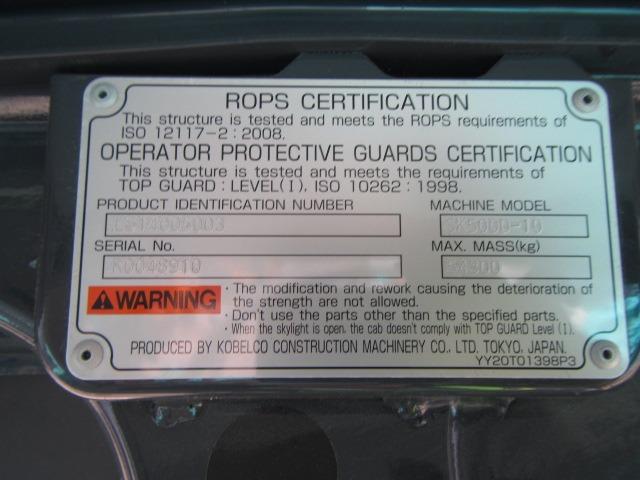 ROPS CERTIFICATION
This structure is tested and meets the ROPS requirements of
ISO 12117-2 : 2008.
OPERATOR PROTECTIVE GUARDS CERTIFICATION
This structure is tested and meets the requirements of
TOP GUARD : LEVEL(I), ISO 10262 : 1998.
PRODUCT IDENTIFICATION NUMBER MACHINE MODEL
SERIAL No. MAX. MASS(kg)
K0048910
WARNING
・The modification and rework causing the deterioration of
the strength are not allowed.
・Don't use the parts other than the specified parts.
・When the skylight is open, the cab doesn't comply with TOP GUARD Level (I).
PRODUCED BY KOBELCO CONSTRUCTION MACHINERY CO., LTD. TOKYO, JAPAN.
YY20T01398P3